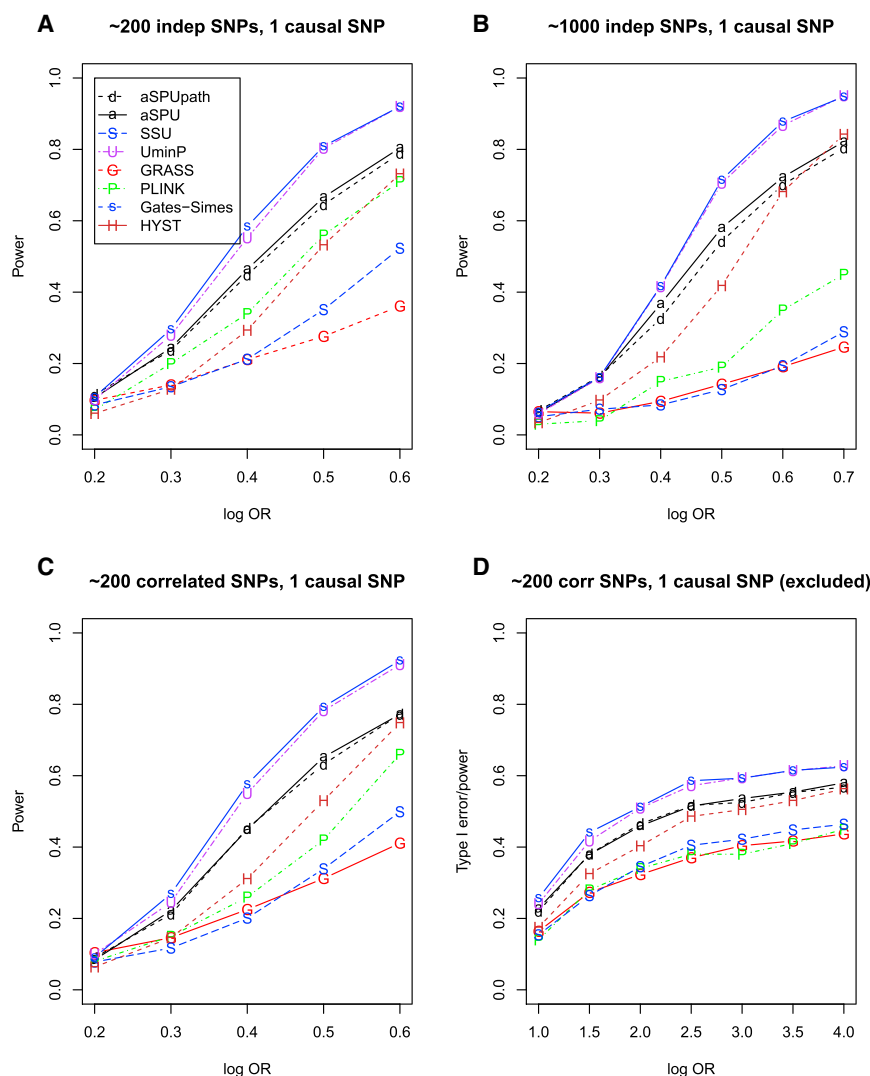 A
~200 indep SNPs, 1 causal SNP
Power
0.0 0.2 0.4 0.6 0.8 1.0
d aSPUpath
a aSPU
S SSU
U UminP
G GRASS
P PLINK
s Gates-Simes
H HYST
0.2 0.3 0.4 0.5 0.6
log OR
B
~1000 indep SNPs, 1 causal SNP
Power
0.0 0.2 0.4 0.6 0.8 1.0
0.2 0.3 0.4 0.5 0.6 0.7
log OR
C
~200 correlated SNPs, 1 causal SNP
Power
0.0 0.2 0.4 0.6 0.8 1.0
0.2 0.3 0.4 0.5 0.6
log OR
D
~200 corr SNPs, 1 causal SNP (excluded)
Type I error/power
0.0 0.2 0.4 0.6 0.8 1.0
1.0 1.5 2.0 2.5 3.0 3.5 4.0
log OR